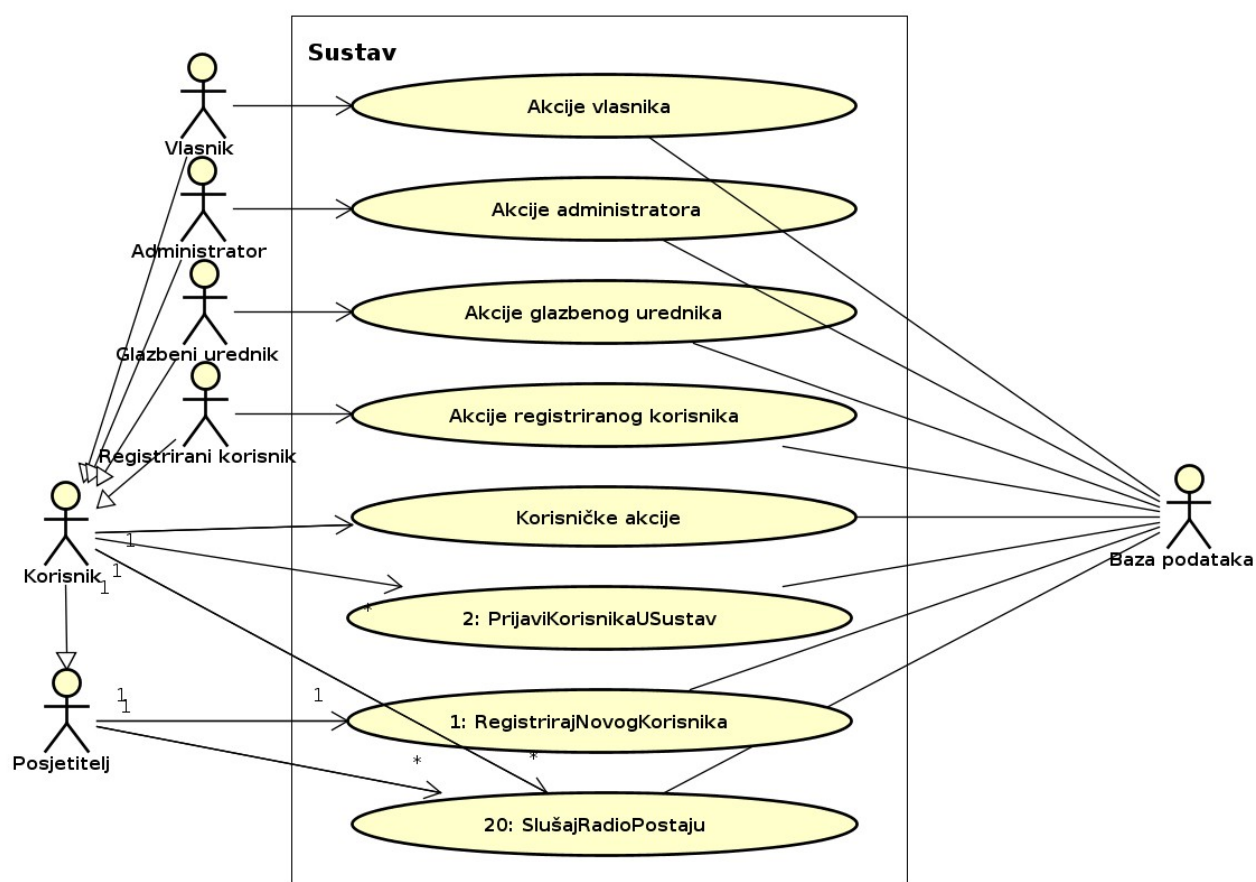 Sustav
Vlasnik
Akcije vlasnika
Administrator
Akcije administratora
Glazbeni urednik
Akcije glazbenog urednika
Registrirani korisnik
Akcije registriranog korisnika
Korisnik
Korisničke akcije
Baza podataka
1
1
1
*
2: PrijaviKorisnikaUSustav
Posjetitelj
1
1
1
1: RegistrirajNovogKorisnika
*
*
20: SlušajRadioPostaju